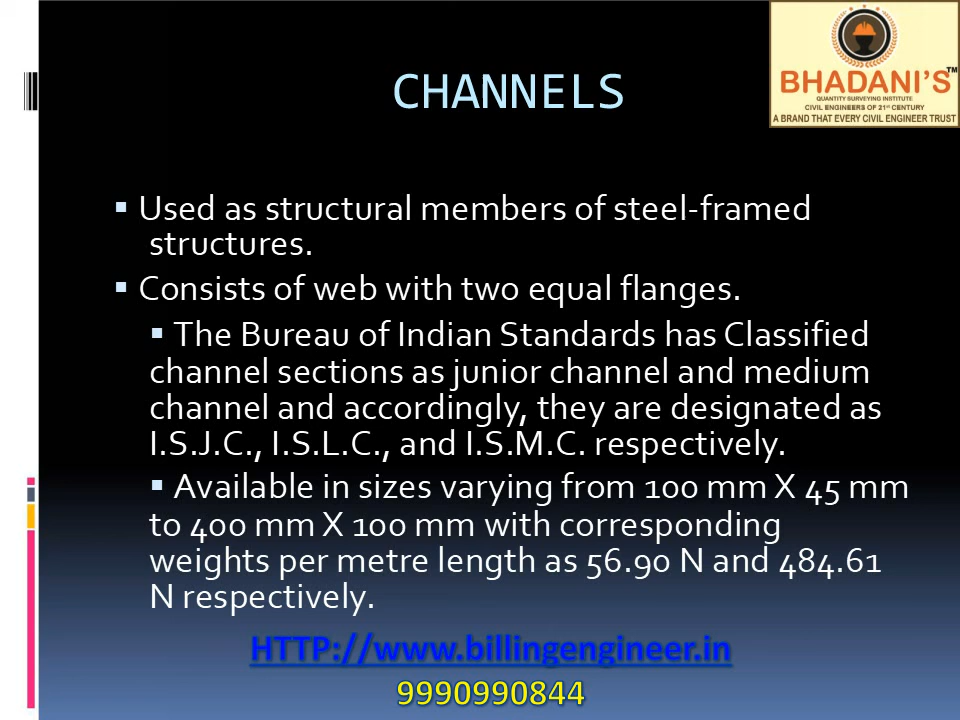 BHADANI'S™
QUANTITY SURVEYING INSTITUTE
CIVIL ENGINEERS OF 21ST CENTURY
A BRAND THAT EVERY CIVIL ENGINEER TRUST
CHANNELS
▪ Used as structural members of steel-framed
structures.
▪ Consists of web with two equal flanges.
▪ The Bureau of Indian Standards has Classified
channel sections as junior channel and medium
channel and accordingly, they are designated as
I.S.J.C., I.S.L.C., and I.S.M.C. respectively.
▪ Available in sizes varying from 100 mm X 45 mm
to 400 mm X 100 mm with corresponding
weights per metre length as 56.90 N and 484.61
N respectively.
HTTP://www.billingengineer.in
9990990844